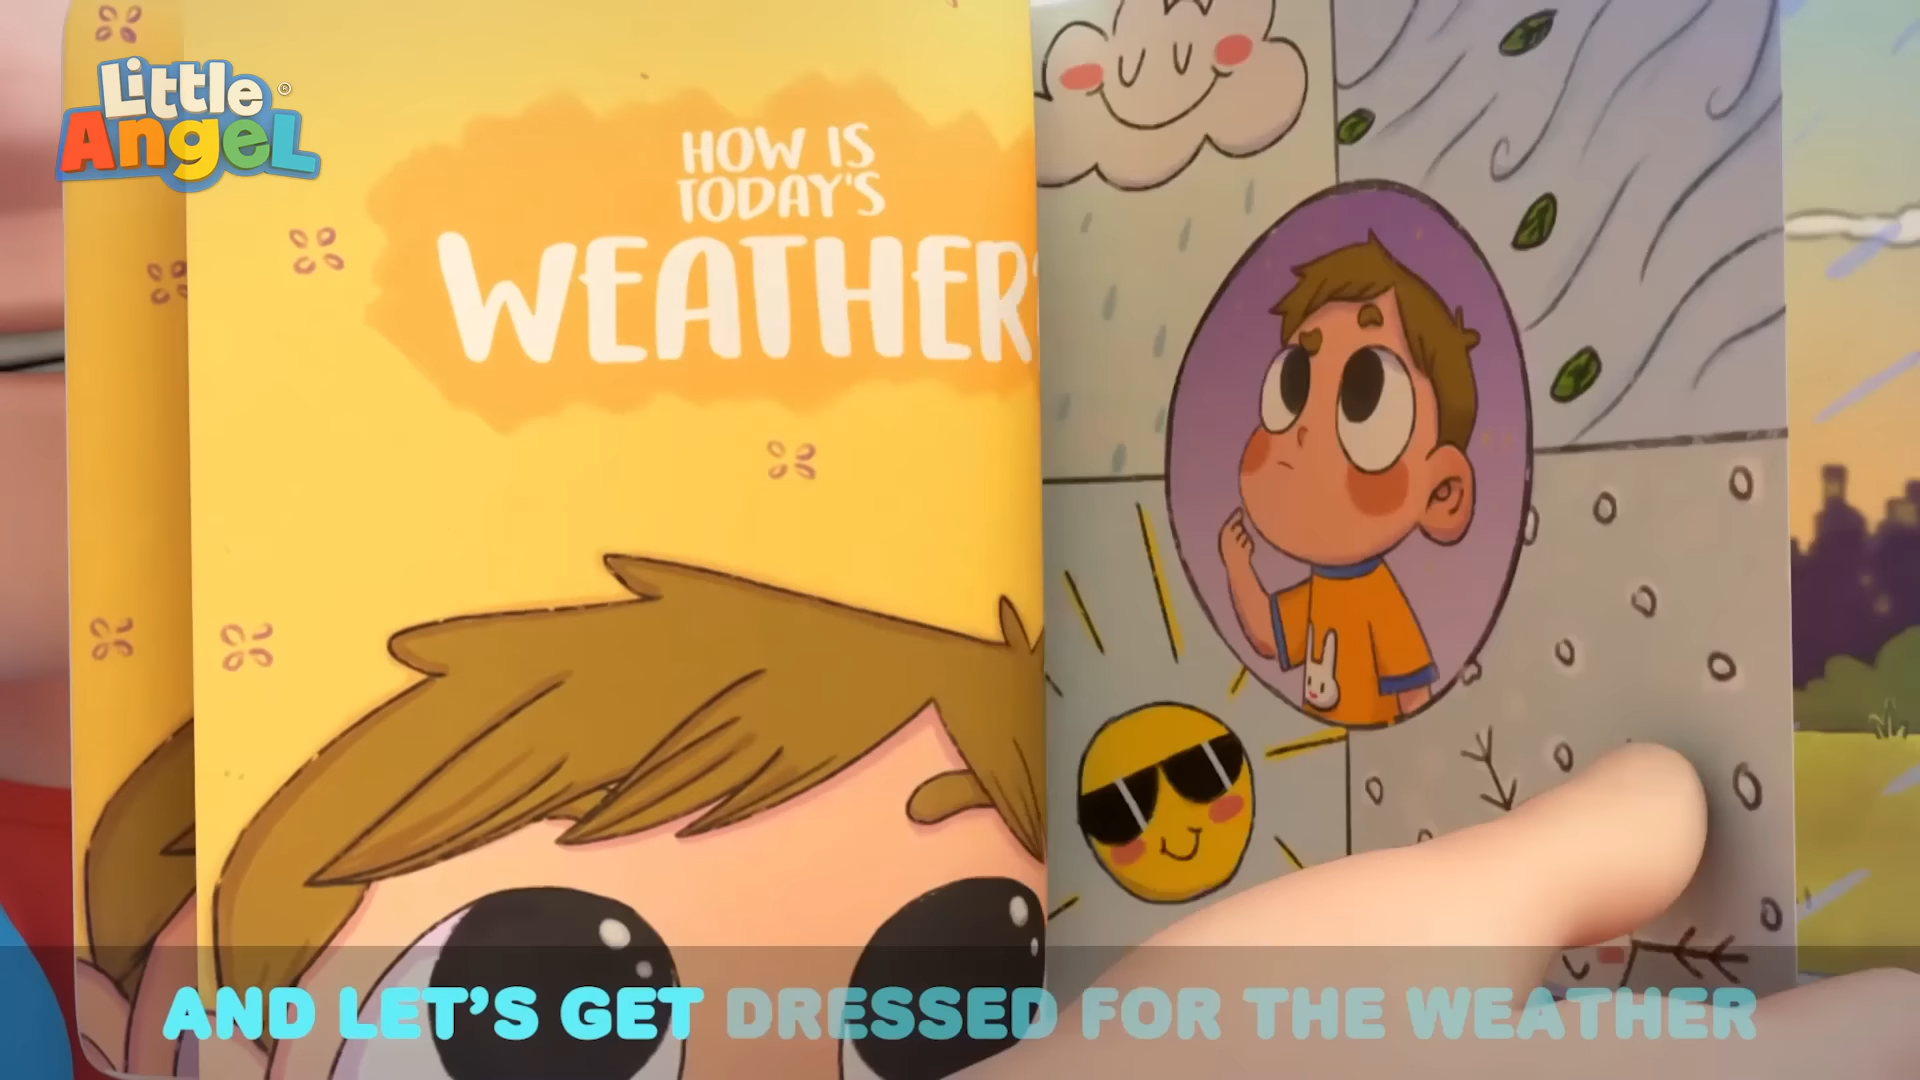 Little
Angel
®
HOW IS
TODAY'S
WEATHER?
AND LET'S GET DRESSED FOR THE WEATHER